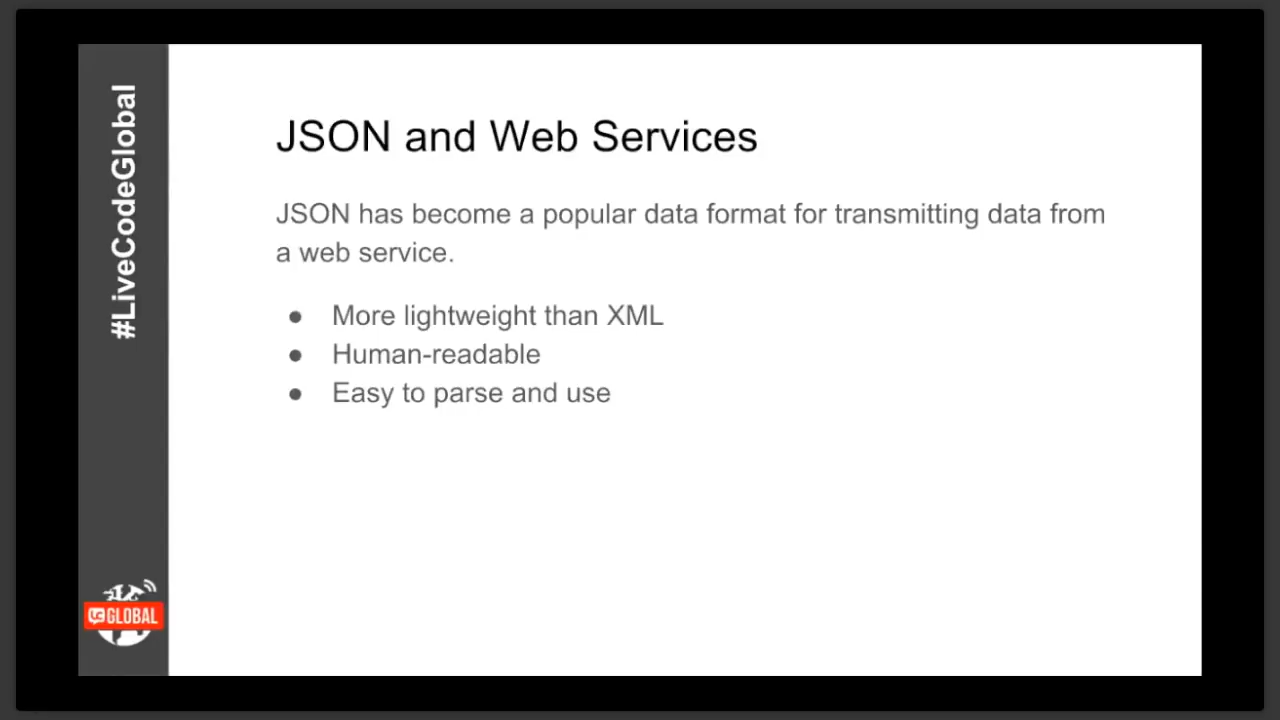 #LiveCodeGlobal
JSON and Web Services
JSON has become a popular data format for transmitting data from
a web service.
● More lightweight than XML
● Human-readable
● Easy to parse and use
LC GLOBAL